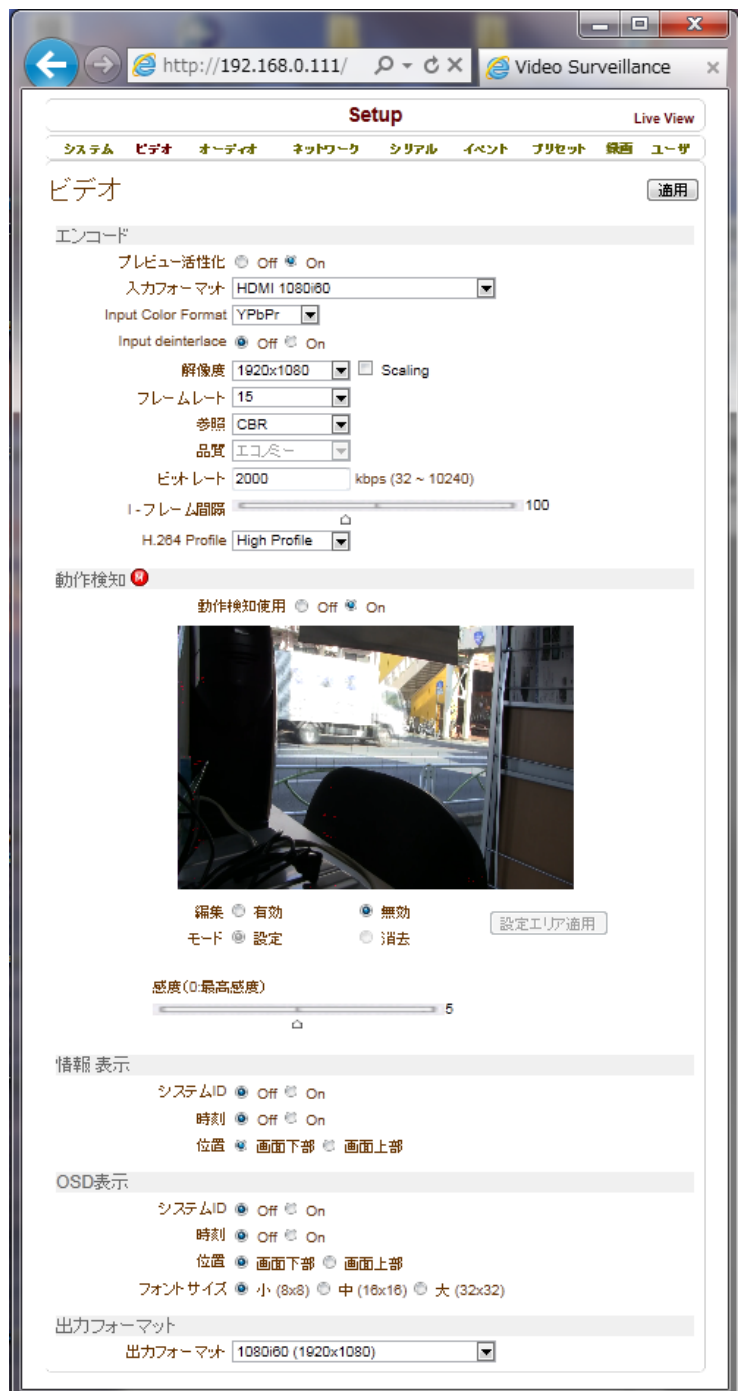 http://192.168.0.111/
Video Surveillance
Setup
Live View
システム ビデオ オーディオ ネットワーク シリアル イベント プリセット 録画 ユーザ
ビデオ
適用
エンコード
プレビュー活性化 Off On
入力フォーマット HDMI 1080i60
Input Color Format YPbPr
Input deinterlace Off On
解像度 1920x1080 Scaling
フレームレート 15
参照 CBR
品質 エコノミー
ビットレート 2000 kbps (32 ~ 10240)
I-フレーム間隔 100
H.264 Profile High Profile
動作検知 M
動作検知使用 Off On
編集 有効 無効
設定エリア適用
モード 設定 消去
感度(0:最高感度)
5
情報 表示
システムID Off On
時刻 Off On
位置 画面下部 画面上部
OSD表示
システムID Off On
時刻 Off On
位置 画面下部 画面上部
フォントサイズ 小 (8x8) 中 (16x16) 大 (32x32)
出力フォーマット
出力フォーマット 1080i60 (1920x1080)